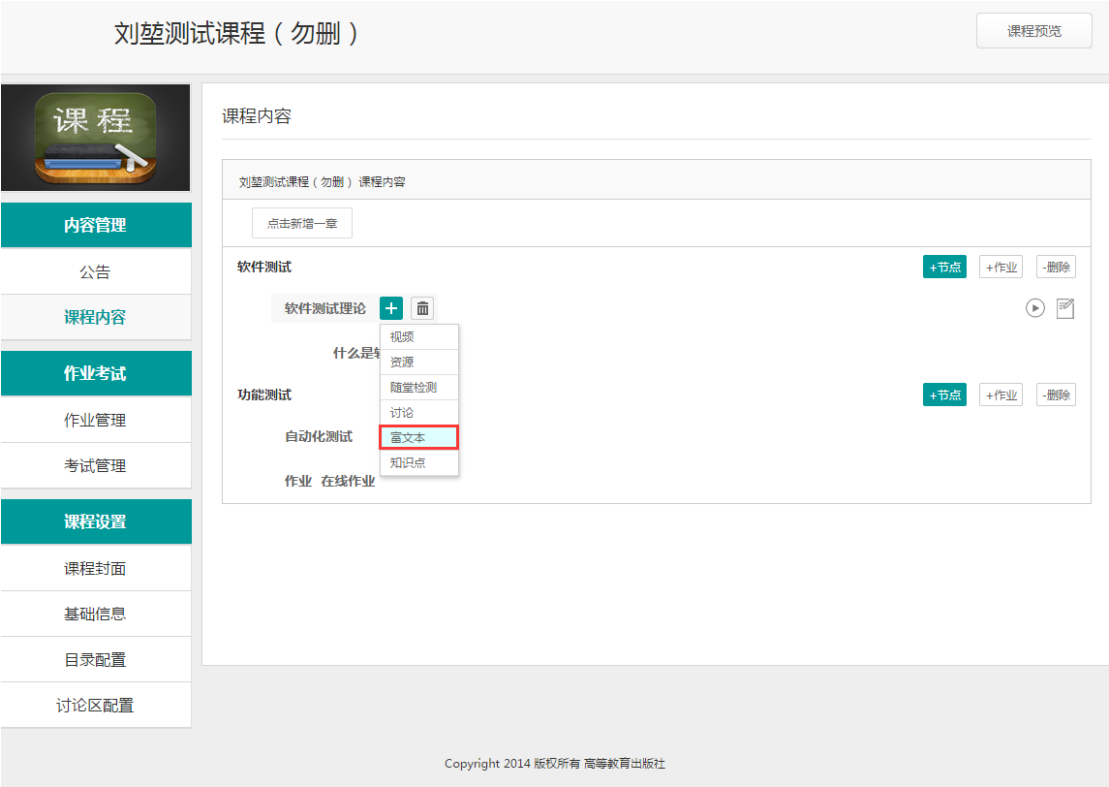 刘堃测试课程（勿删）
课程预览
课程
内容管理
公告
课程内容
作业考试
作业管理
考试管理
课程设置
课程封面
基础信息
目录配置
讨论区配置
课程内容
刘堃测试课程（勿删） 课程内容
点击新增一章
软件测试 +节点 +作业 -删除
软件测试理论 +
视频
什么是
资源
随堂检测
功能测试 +节点 +作业 -删除
讨论
自动化测试 富文本
知识点
作业 在线作业
Copyright 2014 版权所有 高等教育出版社